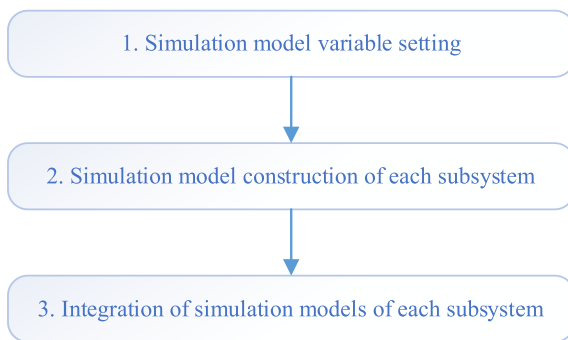 1. Simulation model variable setting
2. Simulation model construction of each subsystem
3. Integration of simulation models of each subsystem